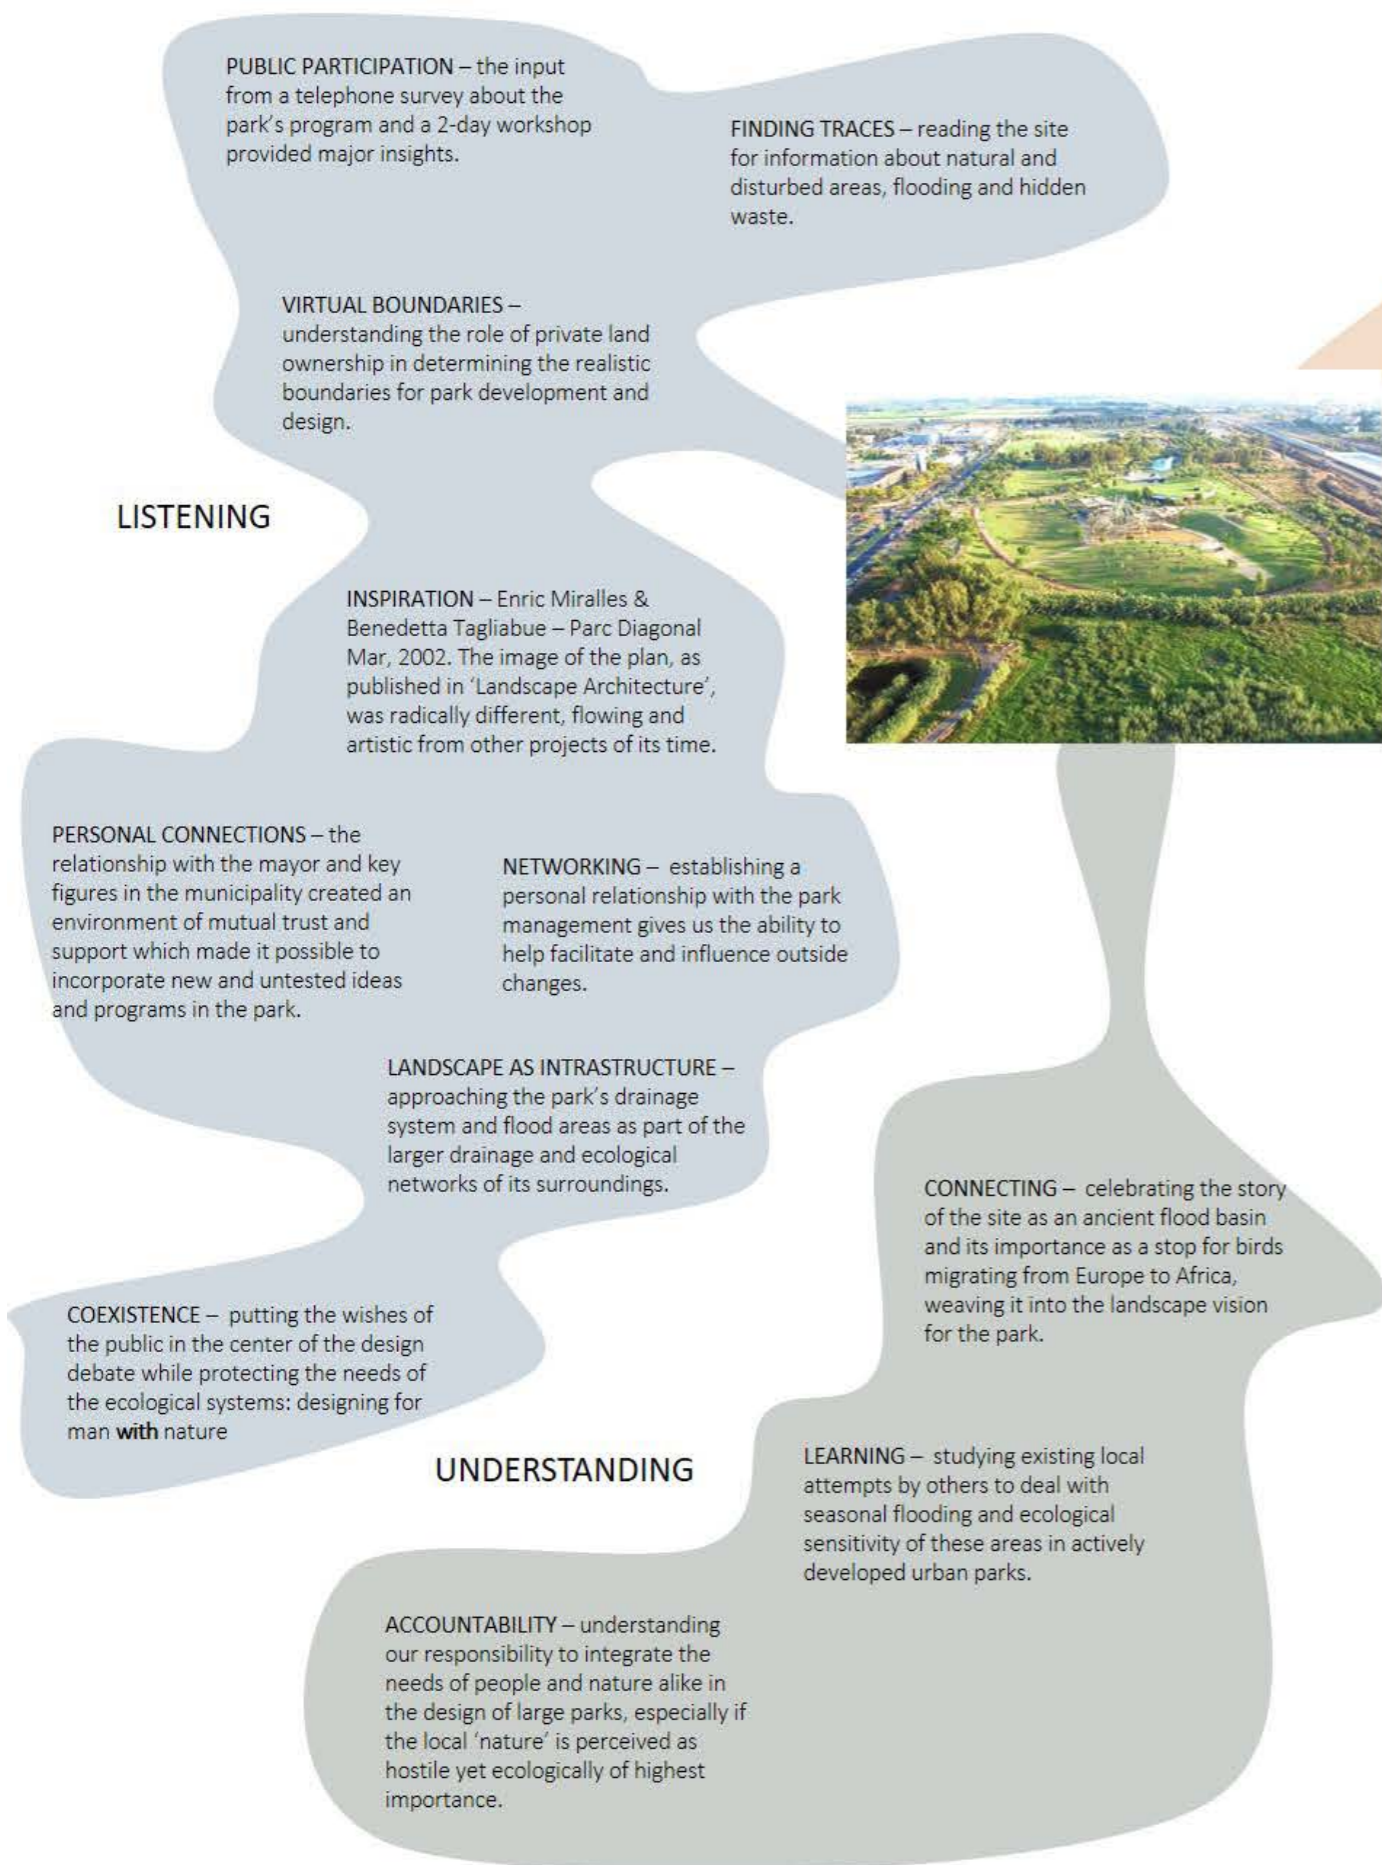 PUBLIC PARTICIPATION – the input
from a telephone survey about the
park's program and a 2-day workshop
provided major insights.
FINDING TRACES – reading the site
for information about natural and
disturbed areas, flooding and hidden
waste.
VIRTUAL BOUNDARIES –
understanding the role of private land
ownership in determining the realistic
boundaries for park development and
design.
LISTENING
INSPIRATION – Enric Miralles &
Benedetta Tagliabue – Parc Diagonal
Mar, 2002. The image of the plan, as
published in ‘Landscape Architecture’,
was radically different, flowing and
artistic from other projects of its time.
PERSONAL CONNECTIONS – the
relationship with the mayor and key
figures in the municipality created an
environment of mutual trust and
support which made it possible to
incorporate new and untested ideas
and programs in the park.
NETWORKING – establishing a
personal relationship with the park
management gives us the ability to
help facilitate and influence outside
changes.
LANDSCAPE AS INTRASTRUCTURE –
approaching the park's drainage
system and flood areas as part of the
larger drainage and ecological
networks of its surroundings.
CONNECTING – celebrating the story
of the site as an ancient flood basin
and its importance as a stop for birds
migrating from Europe to Africa,
weaving it into the landscape vision
for the park.
COEXISTENCE – putting the wishes of
the public in the center of the design
debate while protecting the needs of
the ecological systems: designing for
man with nature
UNDERSTANDING
LEARNING – studying existing local
attempts by others to deal with
seasonal flooding and ecological
sensitivity of these areas in actively
developed urban parks.
ACCOUNTABILITY – understanding
our responsibility to integrate the
needs of people and nature alike in
the design of large parks, especially if
the local ‘nature’ is perceived as
hostile yet ecologically of highest
importance.